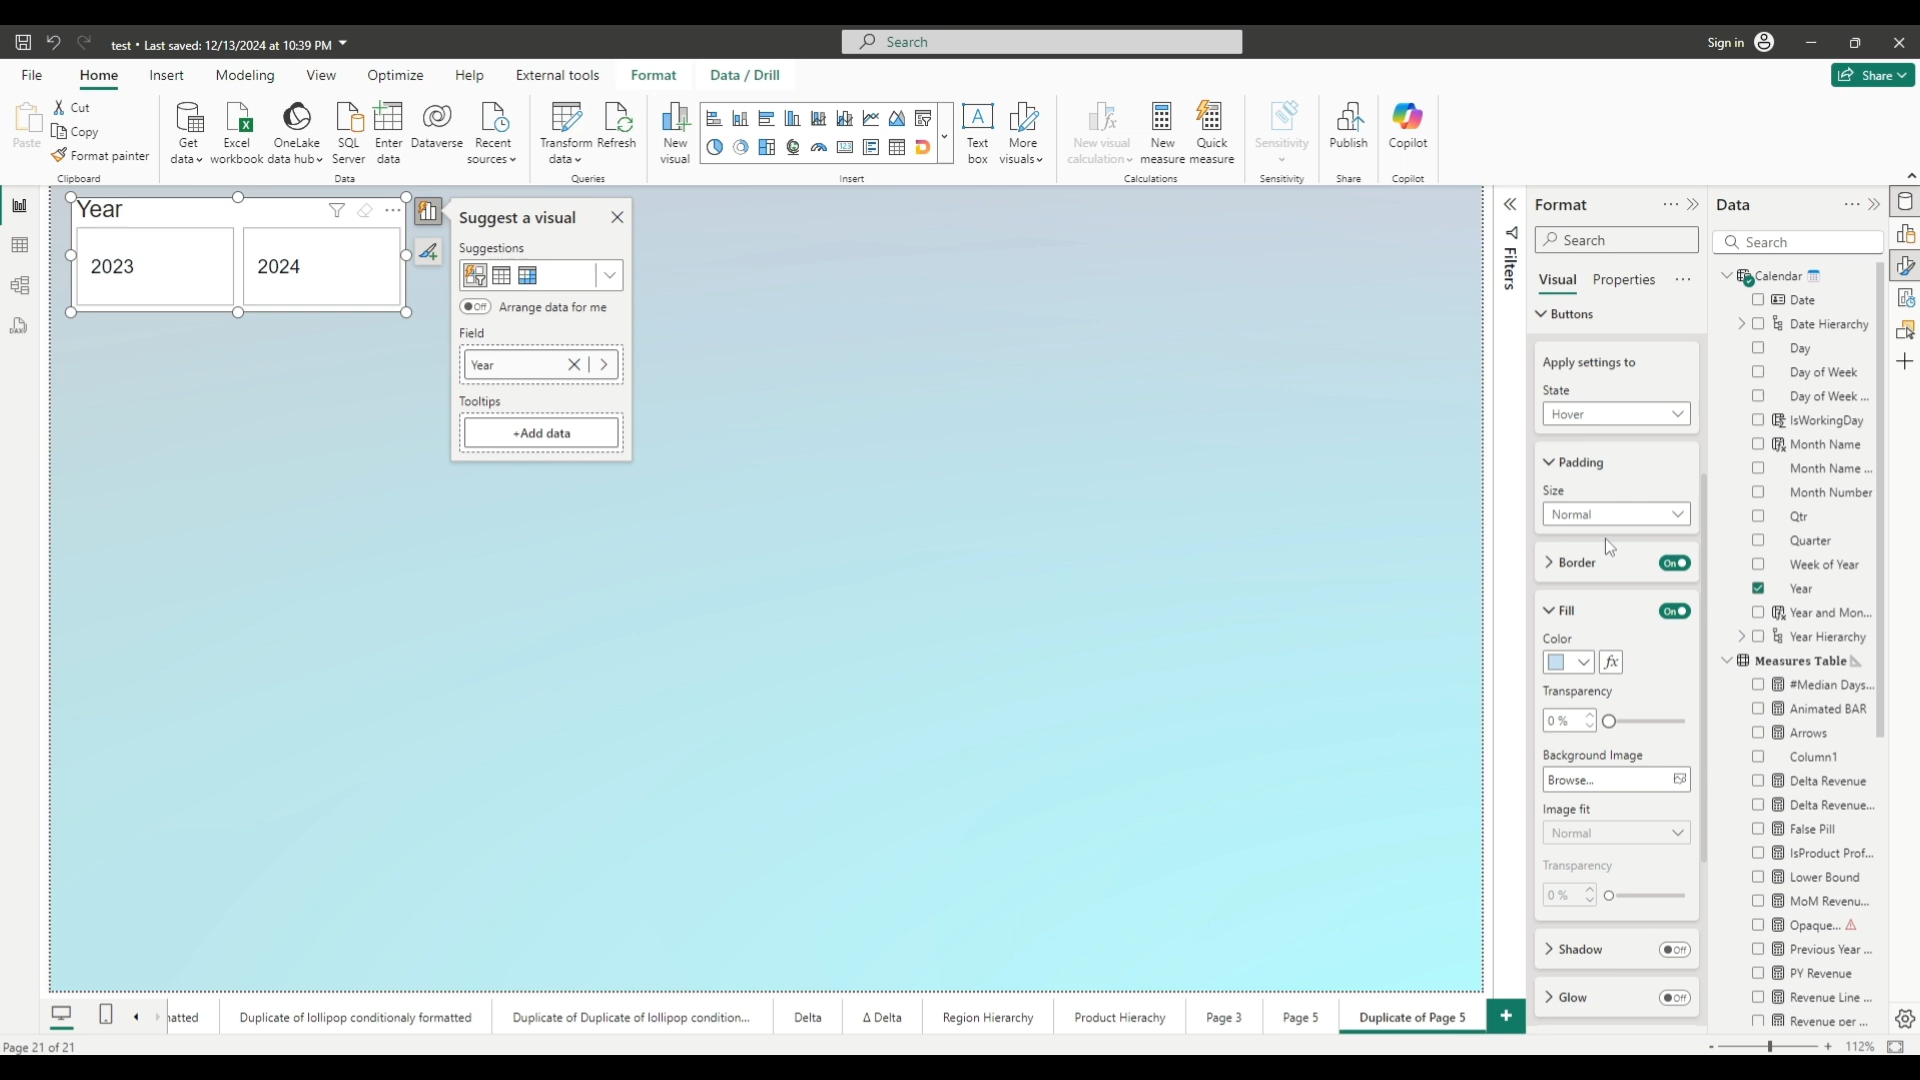 test • Last saved: 12/13/2024 at 10:39 PM
Search
Sign in
File
Home
Insert
Modeling
View
Optimize
Help
External tools
Format
Data / Drill
Share
Paste
Cut
Copy
Format painter
Clipboard
Get data
Excel workbook
OneLake data hub
SQL Server
Enter data
Dataverse
Recent sources
Data
Transform data
Refresh
Queries
New visual
Text box
More visuals
Insert
New visual calculation
New measure
Quick measure
Calculations
Sensitivity
Sensitivity
Publish
Share
Copilot
Copilot
Year
2023
2024
Suggest a visual
Suggestions
Off
Arrange data for me
Field
Year
Tooltips
+Add data
Filters
Format
Search
Visual
Properties
Buttons
Apply settings to
State
Hover
Padding
Size
Normal
Border
On
Fill
On
Color
fx
Transparency
0 %
Background Image
Browse...
Image fit
Normal
Transparency
0 %
Shadow
Off
Glow
Off
Data
Search
Calendar
Date
Date Hierarchy
Day
Day of Week
Day of Week ...
IsWorkingDay
Month Name
Month Name ...
Month Number
Qtr
Quarter
Week of Year
Year
Year and Mon...
Year Hierarchy
Measures Table
#Median Days...
Animated BAR
Arrows
Column1
Delta Revenue
Delta Revenue...
False Pill
IsProduct Prof...
Lower Bound
MoM Revenu...
Opaque...
Previous Year ...
PY Revenue
Revenue Line ...
Revenue per ...
Duplicate of lollipop conditionaly formatted
Duplicate of Duplicate of lollipop condition...
Delta
Δ Delta
Region Hierarchy
Product Hierachy
Page 3
Page 5
Duplicate of Page 5
+
Page 21 of 21
- + 112%